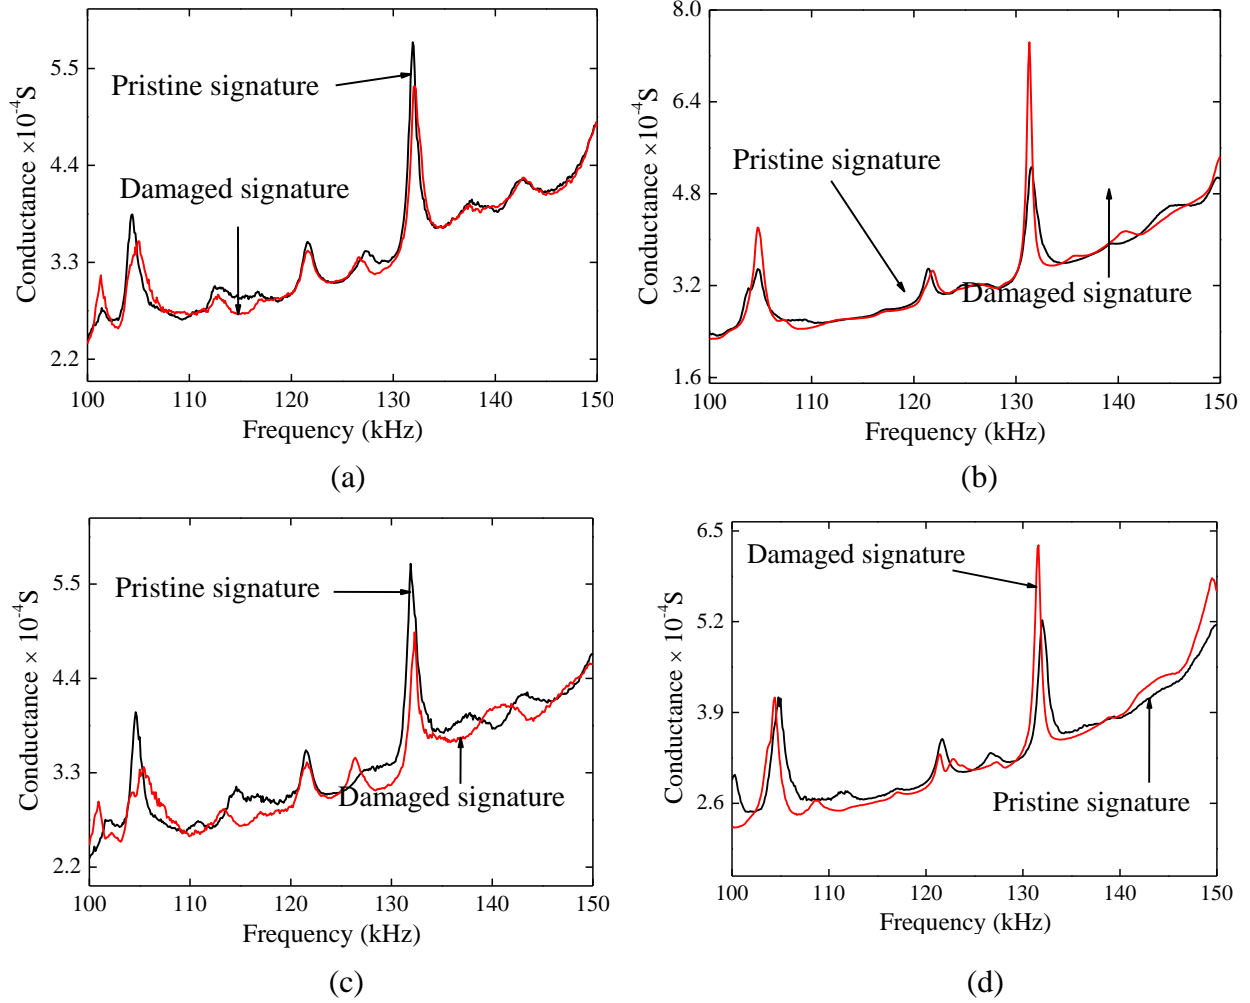 5.5
4.4
3.3
2.2
Conductance ×10⁻⁴S
Pristine signature
Damaged signature
100 110 120 130 140 150
Frequency (kHz)
(a)
8.0
6.4
4.8
3.2
1.6
Conductance ×10⁻⁴S
Pristine signature
Damaged signature
100 110 120 130 140 150
Frequency (kHz)
(b)
5.5
4.4
3.3
2.2
Conductance × 10⁻⁴S
Pristine signature
Damaged signature
100 110 120 130 140 150
Frequency (kHz)
(c)
6.5
5.2
3.9
2.6
Conductance × 10⁻⁴S
Damaged signature
Pristine signature
100 110 120 130 140 150
Frequency (kHz)
(d)